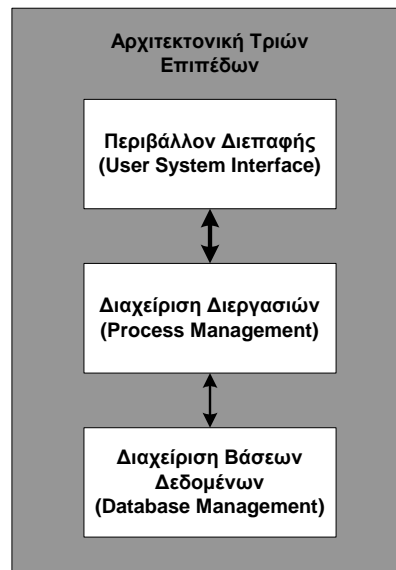 Αρχιτεκτονική Τριών
Επιπέδων
Περιβάλλον Διεπαφής
(User System Interface)
Διαχείριση Διεργασιών
(Process Management)
Διαχείριση Βάσεων
Δεδομένων
(Database Management)